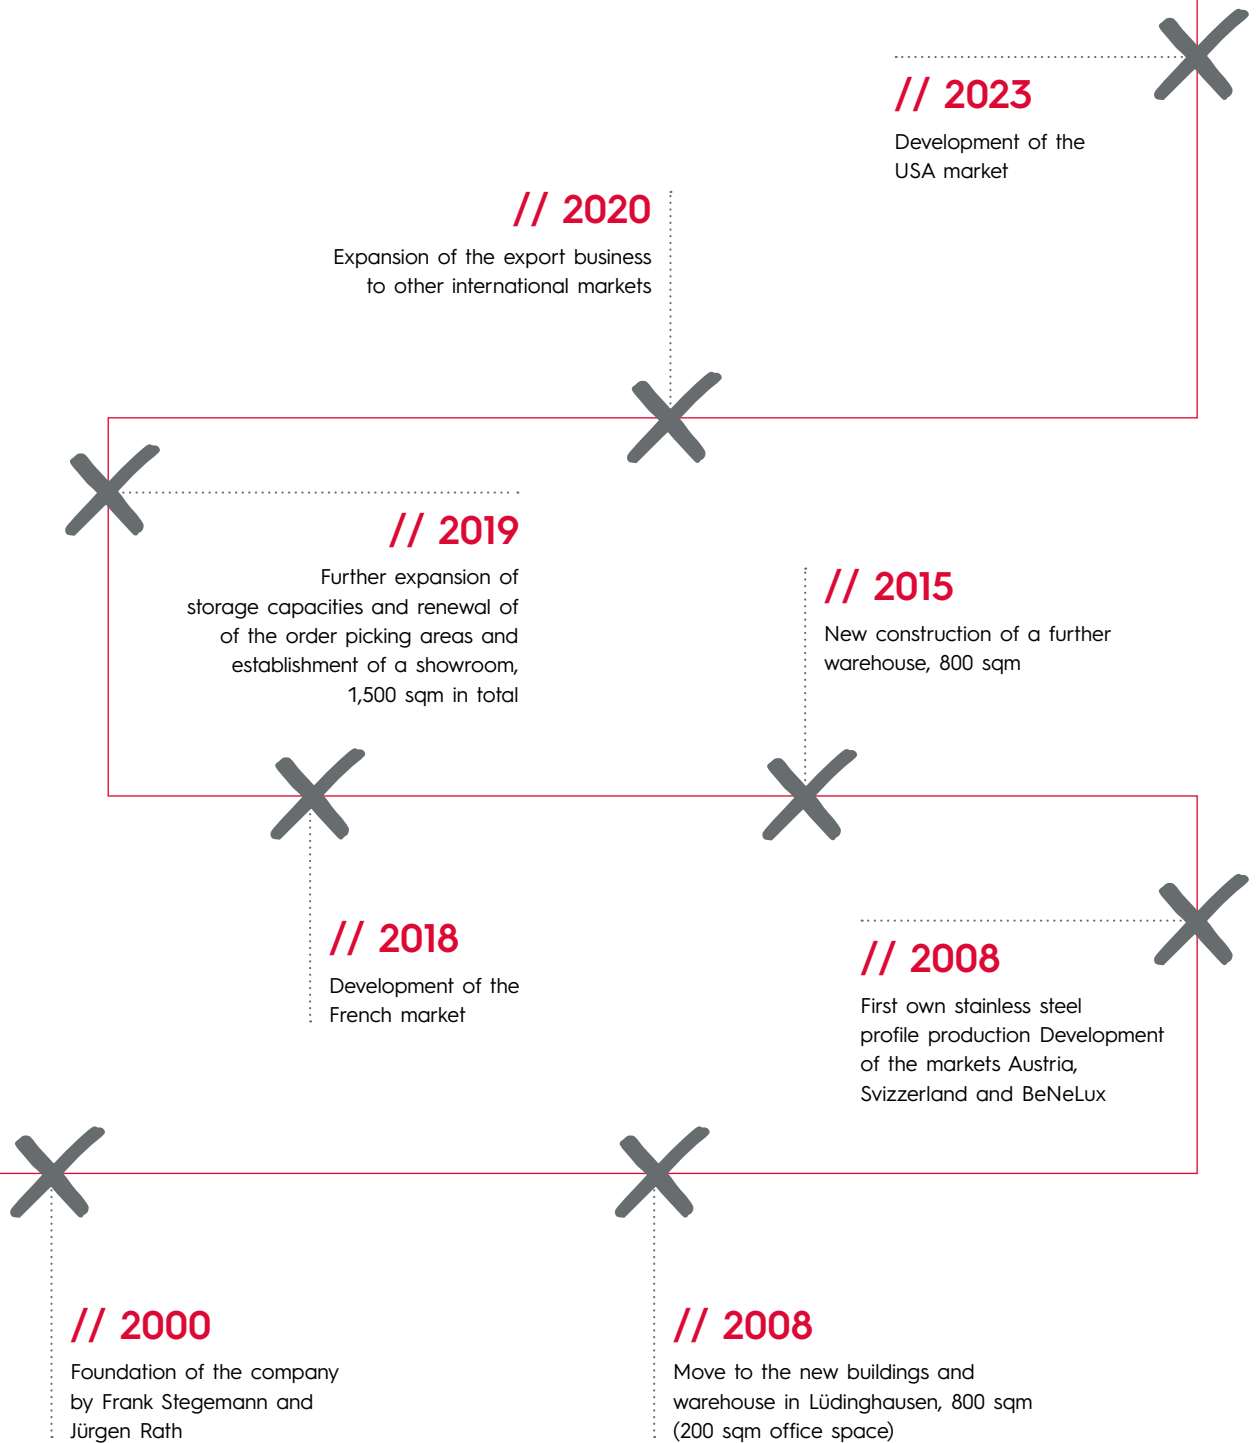 // 2023
Development of the
USA market
// 2020
Expansion of the export business
to other international markets
// 2019
Further expansion of
storage capacities and renewal of
of the order picking areas and
establishment of a showroom,
1,500 sqm in total
// 2015
New construction of a further
warehouse, 800 sqm
// 2018
Development of the
French market
// 2008
First own stainless steel
profile production Development
of the markets Austria,
Svizzerland and BeNeLux
// 2000
Foundation of the company
by Frank Stegemann and
Jürgen Rath
// 2008
Move to the new buildings and
warehouse in Lüdinghausen, 800 sqm
(200 sqm office space)